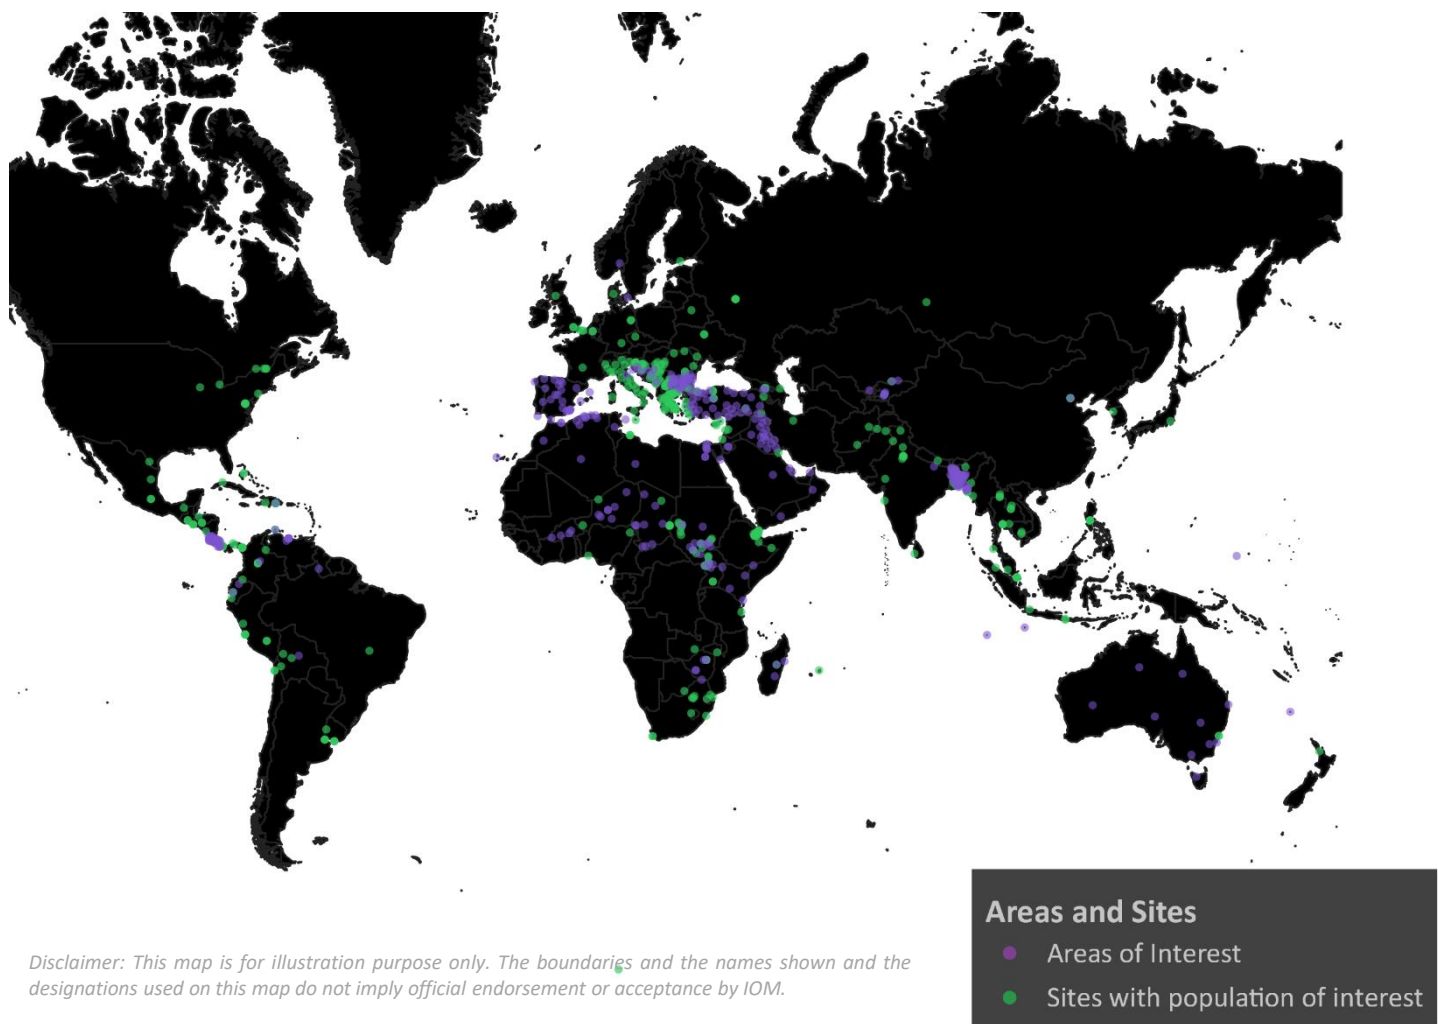 Areas and Sites
Areas of Interest
Sites with population of interest
Disclaimer: This map is for illustration purpose only. The boundaries and the names shown and the
designations used on this map do not imply official endorsement or acceptance by IOM.